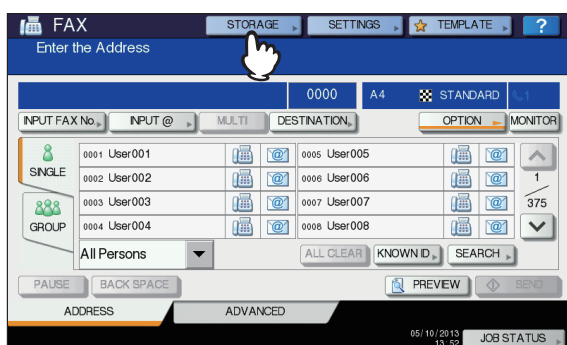 FAX STORAGE SETTINGS TEMPLATE ?
Enter the Address
0000 A4 STANDARD 1
INPUT FAX No. INPUT @ MULTI DESTINATION OPTION MONITOR
SINGLE
GROUP
0001 User001 0005 User005
0002 User002 0006 User006
0003 User003 0007 User007
0004 User004 0008 User008
1
375
All Persons ALL CLEAR KNOWN ID SEARCH
PAUSE BACK SPACE PREVIEW SEND
ADDRESS ADVANCED
05/10/2013
13:52 JOB STATUS